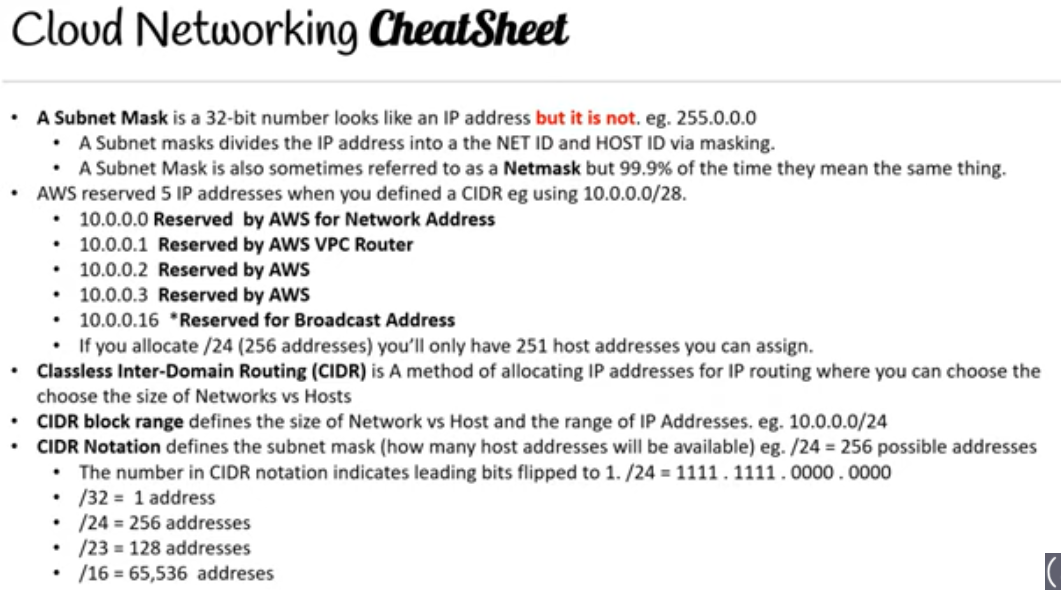 Cloud Networking CheatSheet
• A Subnet Mask is a 32-bit number looks like an IP address but it is not. eg. 255.0.0.0
• A Subnet masks divides the IP address into a the NET ID and HOST ID via masking.
• A Subnet Mask is also sometimes referred to as a Netmask but 99.9% of the time they mean the same thing.
• AWS reserved 5 IP addresses when you defined a CIDR eg using 10.0.0.0/28.
• 10.0.0.0 Reserved by AWS for Network Address
• 10.0.0.1 Reserved by AWS VPC Router
• 10.0.0.2 Reserved by AWS
• 10.0.0.3 Reserved by AWS
• 10.0.0.16 *Reserved for Broadcast Address
• If you allocate /24 (256 addresses) you'll only have 251 host addresses you can assign.
• Classless Inter-Domain Routing (CIDR) is A method of allocating IP addresses for IP routing where you can choose the
choose the size of Networks vs Hosts
• CIDR block range defines the size of Network vs Host and the range of IP Addresses. eg. 10.0.0.0/24
• CIDR Notation defines the subnet mask (how many host addresses will be available) eg. /24 = 256 possible addresses
• The number in CIDR notation indicates leading bits flipped to 1. /24 = 1111 . 1111 . 0000 . 0000
• /32 = 1 address
• /24 = 256 addresses
• /23 = 128 addresses
• /16 = 65,536 addreses
(